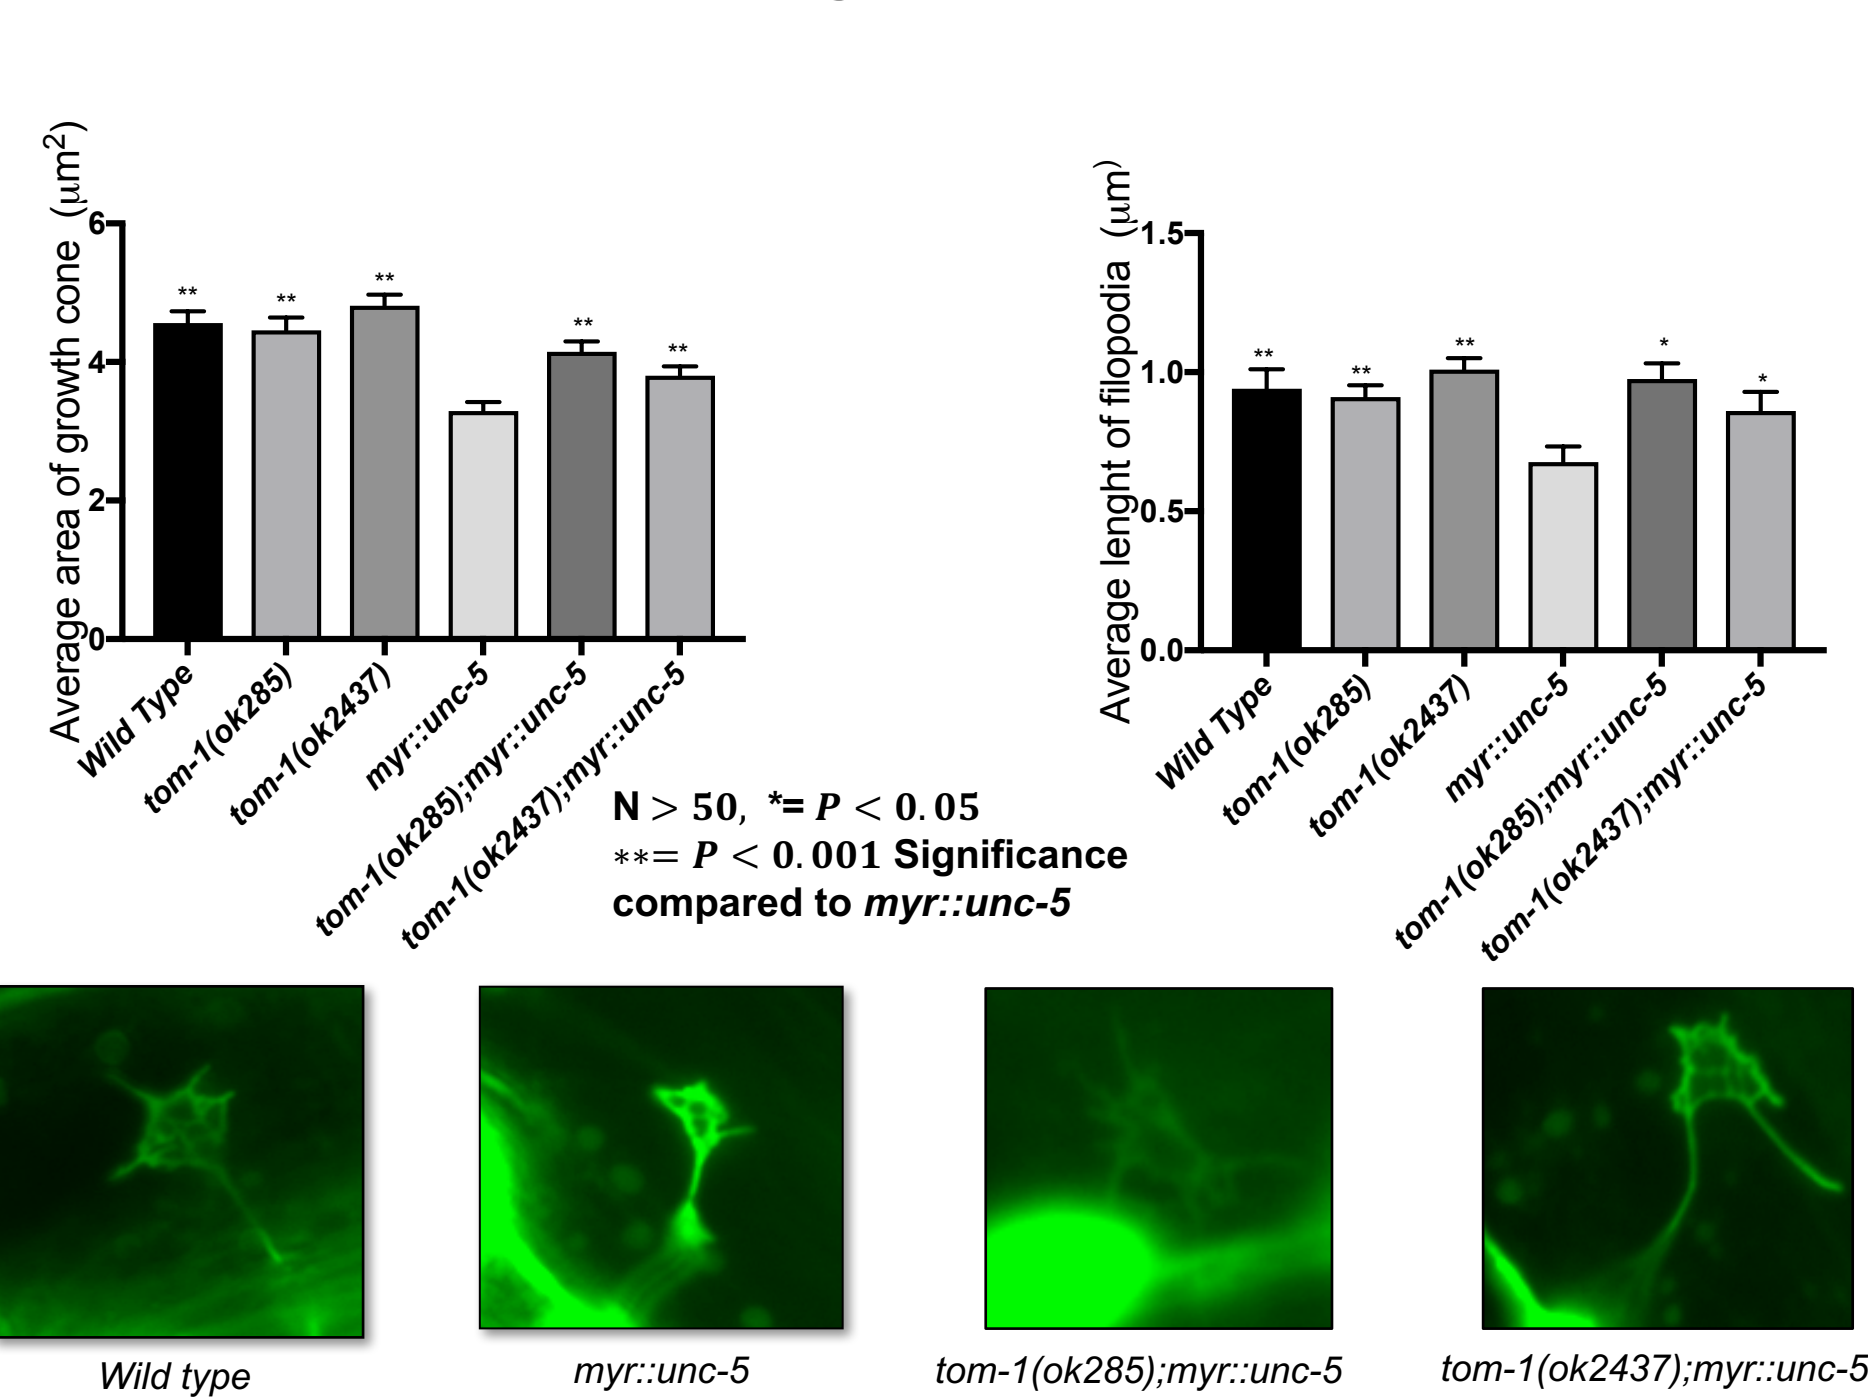 Average area of growth cone (μm²)
6
4
2
0
** ** ** ** **
Wild Type
tom-1(ok285)
tom-1(ok2437)
myr::unc-5
tom-1(ok285);myr::unc-5
tom-1(ok2437);myr::unc-5
Average lenght of filopodia (μm)
1.5
1.0
0.5
0.0
** ** ** * *
Wild Type
tom-1(ok285)
tom-1(ok2437)
myr::unc-5
tom-1(ok285);myr::unc-5
tom-1(ok2437);myr::unc-5
N > 50, *= P < 0.05
**= P < 0.001 Significance
compared to myr::unc-5
Wild type
myr::unc-5
tom-1(ok285);myr::unc-5
tom-1(ok2437);myr::unc-5